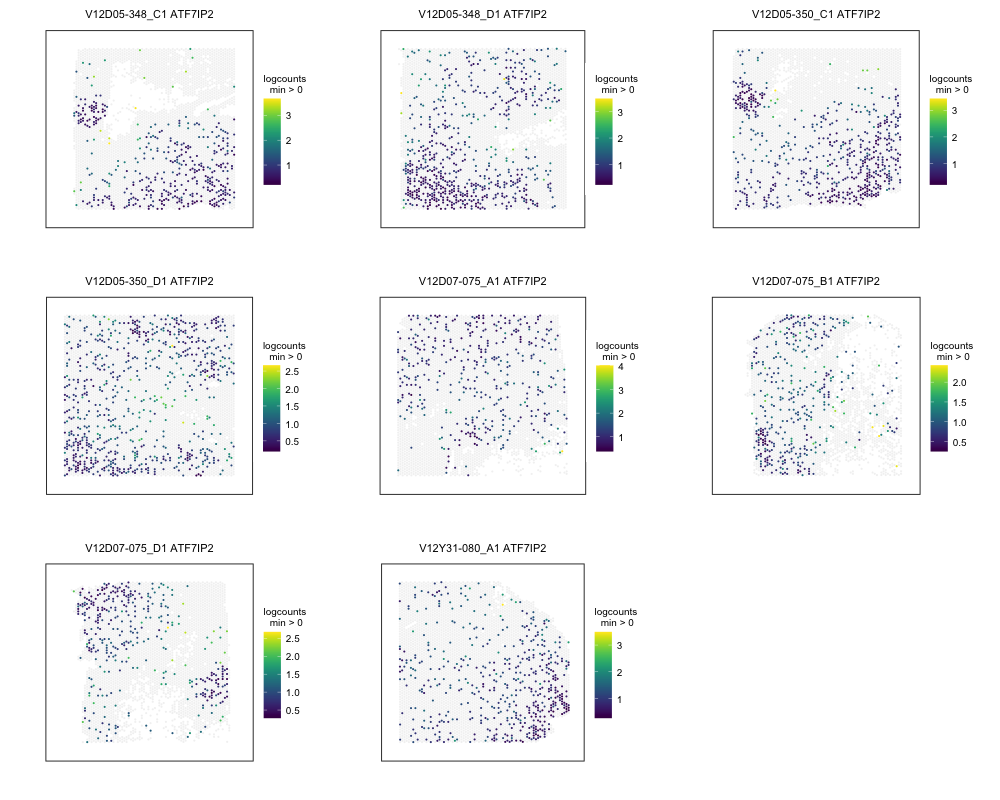 V12D05-348_C1 ATF7IP2
logcounts
min > 0
3
2
1
V12D05-348_D1 ATF7IP2
logcounts
min > 0
3
2
1
V12D05-350_C1 ATF7IP2
logcounts
min > 0
3
2
1
V12D05-350_D1 ATF7IP2
logcounts
min > 0
2.5
2.0
1.5
1.0
0.5
V12D07-075_A1 ATF7IP2
logcounts
min > 0
4
3
2
1
V12D07-075_B1 ATF7IP2
logcounts
min > 0
2.0
1.5
1.0
0.5
V12D07-075_D1 ATF7IP2
logcounts
min > 0
2.5
2.0
1.5
1.0
0.5
V12Y31-080_A1 ATF7IP2
logcounts
min > 0
3
2
1